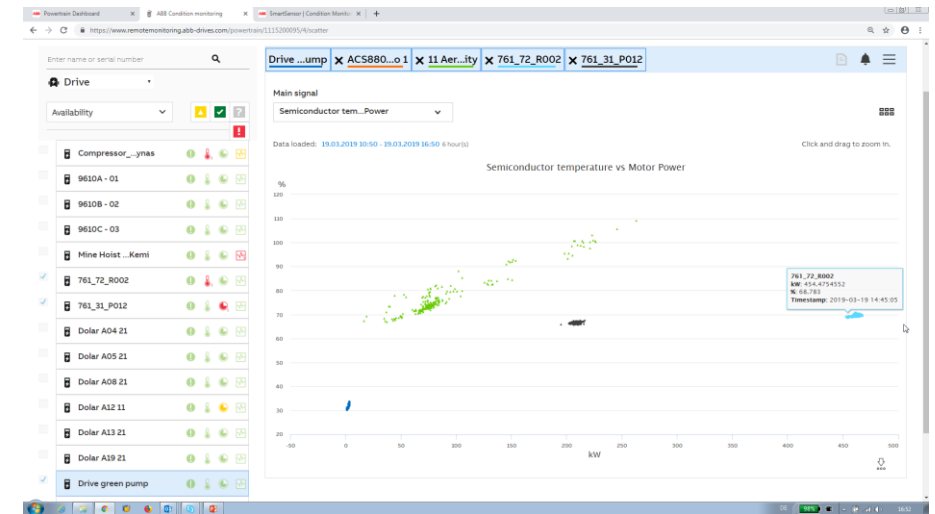 Powertrain Dashboard
ABB Condition monitoring
SmartSensor | Condition Monito
https://www.remotemonitoring.abb-drives.com/powertrain/1115200095/4/scatter
Enter name or serial number
Drive
Availability
Compressor_...ynas
9610A - 01
9610B - 02
9610C - 03
Mine Hoist ...Kemi
761_72_R002
761_31_P012
Dolar A04 21
Dolar A05 21
Dolar A08 21
Dolar A12 11
Dolar A13 21
Dolar A19 21
Drive green pump
Drive ...ump
ACS880...o 1
11 Aer...ity
761_72_R002
761_31_P012
Main signal
Semiconductor tem...Power
Data loaded: 19.03.2019 10:50 - 19.03.2019 16:50 6 hour(s)
Click and drag to zoom in.
Semiconductor temperature vs Motor Power
%
120
110
100
90
80
70
60
50
40
30
20
761_72_R002
kW: 454.4754552
%: 68.783
Timestamp: 2019-03-19 14:45:05
-50
0
50
100
150
200
250
300
350
400
450
500
kW
98%
16:52